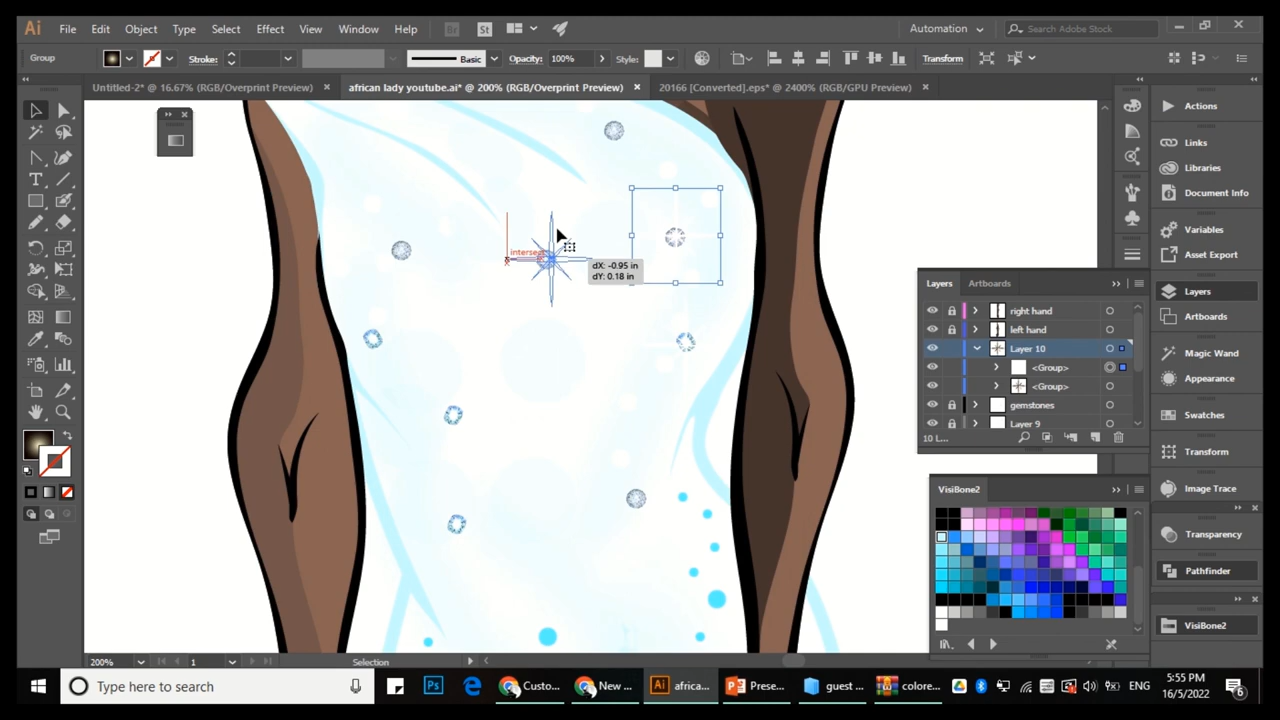 Ai File Edit Object Type Select Effect View Window Help Br St Automation Search Adobe Stock
Group Stroke: Basic Opacity: 100% Style: Transform
Untitled-2* @ 16.67% (RGB/Overprint Preview) × african lady youtube.ai* @ 200% (RGB/Overprint Preview) × 20166 [Converted].eps* @ 2400% (RGB/GPU Preview) ×
Actions
Links
Libraries
Document Info
Variables
Asset Export
Layers
Artboards
Magic Wand
Appearance
Swatches
Transform
Image Trace
Transparency
Pathfinder
VisiBone2
intersect
dX: -0.95 in
dY: 0.18 in
Layers Artboards
right hand
left hand
Layer 10
<Group>
<Group>
gemstones
Layer 9
10 L...
VisiBone2
200% 1 Selection
Type here to search Ps Custo... New ... Ai africa... Prese... guest ... colore... ENG 5:55 PM
16/5/2022 6